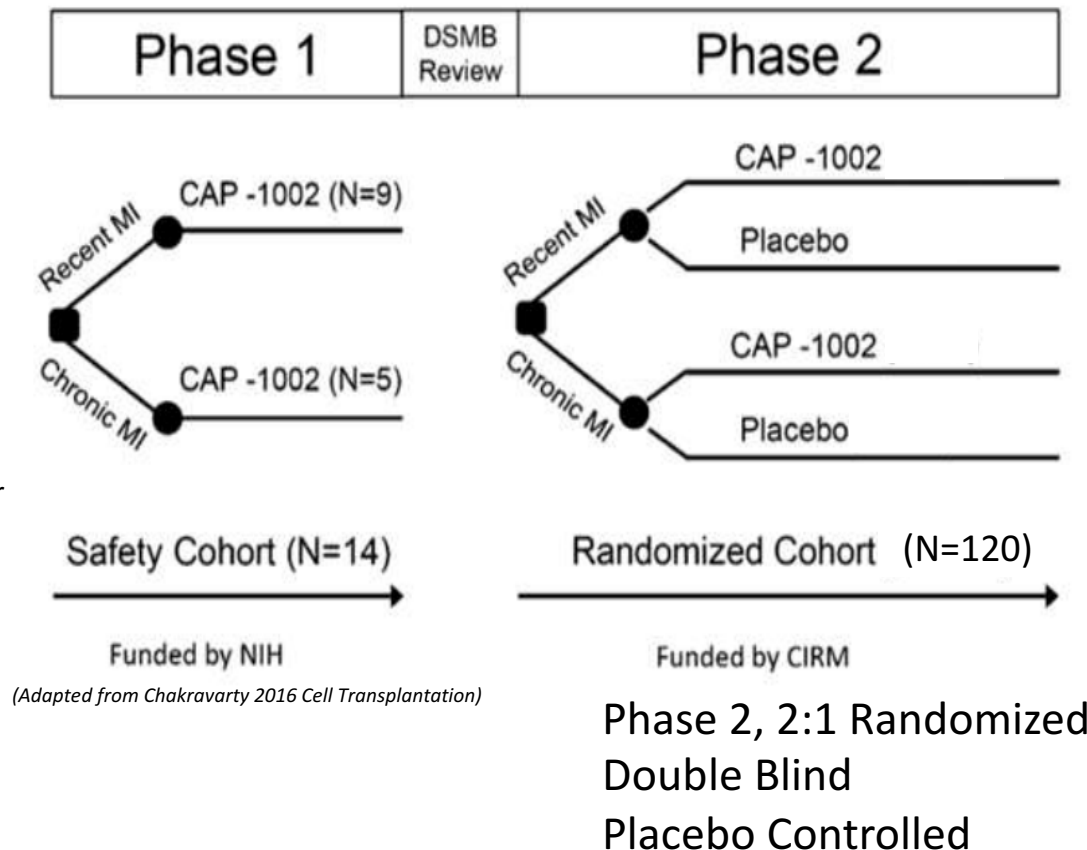 Phase 1
DSMB
Review
Phase 2
Recent MI
CAP -1002 (N=9)
Chronic MI
CAP -1002 (N=5)
Recent MI
CAP -1002
Placebo
Chronic MI
CAP -1002
Placebo
Safety Cohort (N=14)
Randomized Cohort (N=120)
Funded by NIH
Funded by CIRM
(Adapted from Chakravarty 2016 Cell Transplantation)
Phase 2, 2:1 Randomized
Double Blind
Placebo Controlled